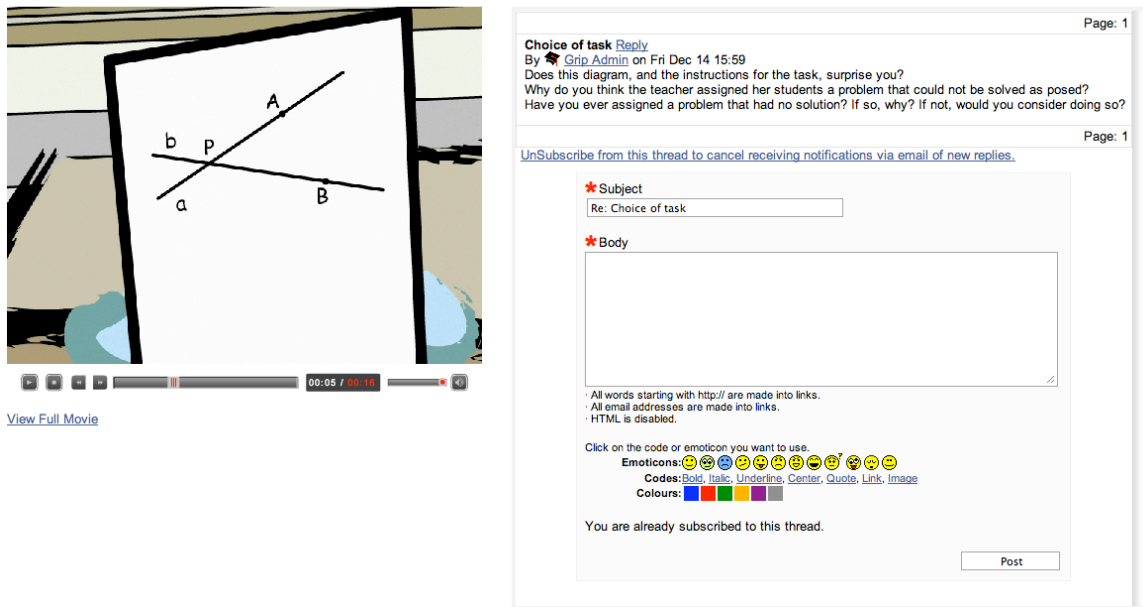 A
b
P
a
B
00:05 / 00:16
View Full Movie
Page: 1
Choice of task Reply
By Grip Admin on Fri Dec 14 15:59
Does this diagram, and the instructions for the task, surprise you?
Why do you think the teacher assigned her students a problem that could not be solved as posed?
Have you ever assigned a problem that had no solution? If so, why? If not, would you consider doing so?
Page: 1
UnSubscribe from this thread to cancel receiving notifications via email of new replies.
*Subject
Re: Choice of task
*Body
· All words starting with http:// are made into links.
· All email addresses are made into links.
· HTML is disabled.
Click on the code or emoticon you want to use.
Emoticons:
Codes:Bold, Italic, Underline, Center, Quote, Link, Image
Colours:
You are already subscribed to this thread.
Post